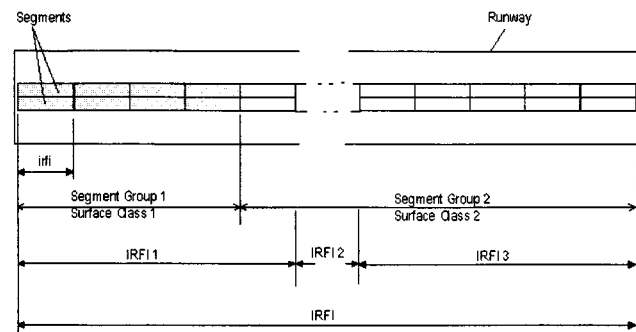 Segments
Runway
irfi
Segment Group 1
Surface Class 1
Segment Group 2
Surface Class 2
IRFI 1
IRFI 2
IRFI 3
IRFI